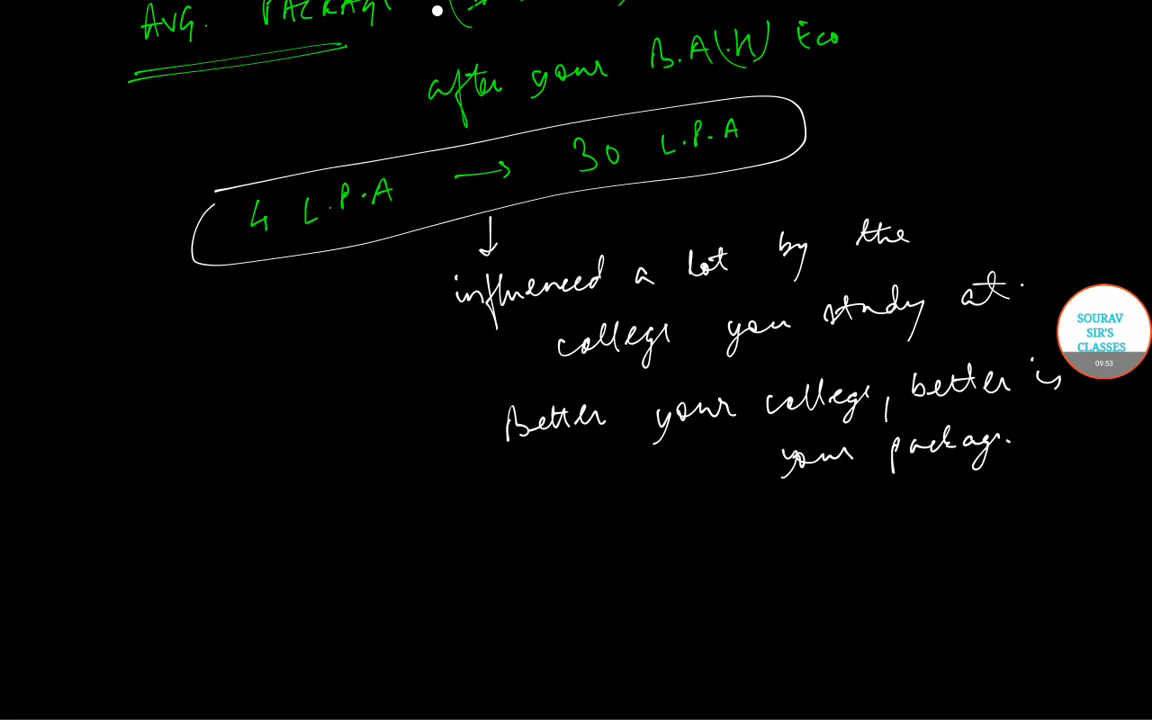 AVG. PACKAGE
after your B.A(H) Eco
4 L.P.A → 30 L.P.A
influenced a lot by the
college you study at.
Better your college, better is
your package.
SOURAV
SIR'S
CLASSES
09:53